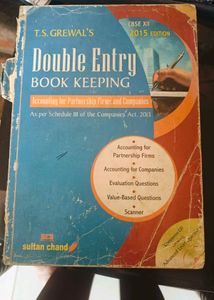 CBSE XII
2015 EDITION
T.S. GREWAL'S
Double Entry
BOOK KEEPING
Accounting for Partnership Firms and Companies
As per Schedule III of the Companies Act, 2013
Accounting for
Partnership Firms
Accounting for Companies
Evaluation Questions
Value-Based Questions
Scanner
sultan chand